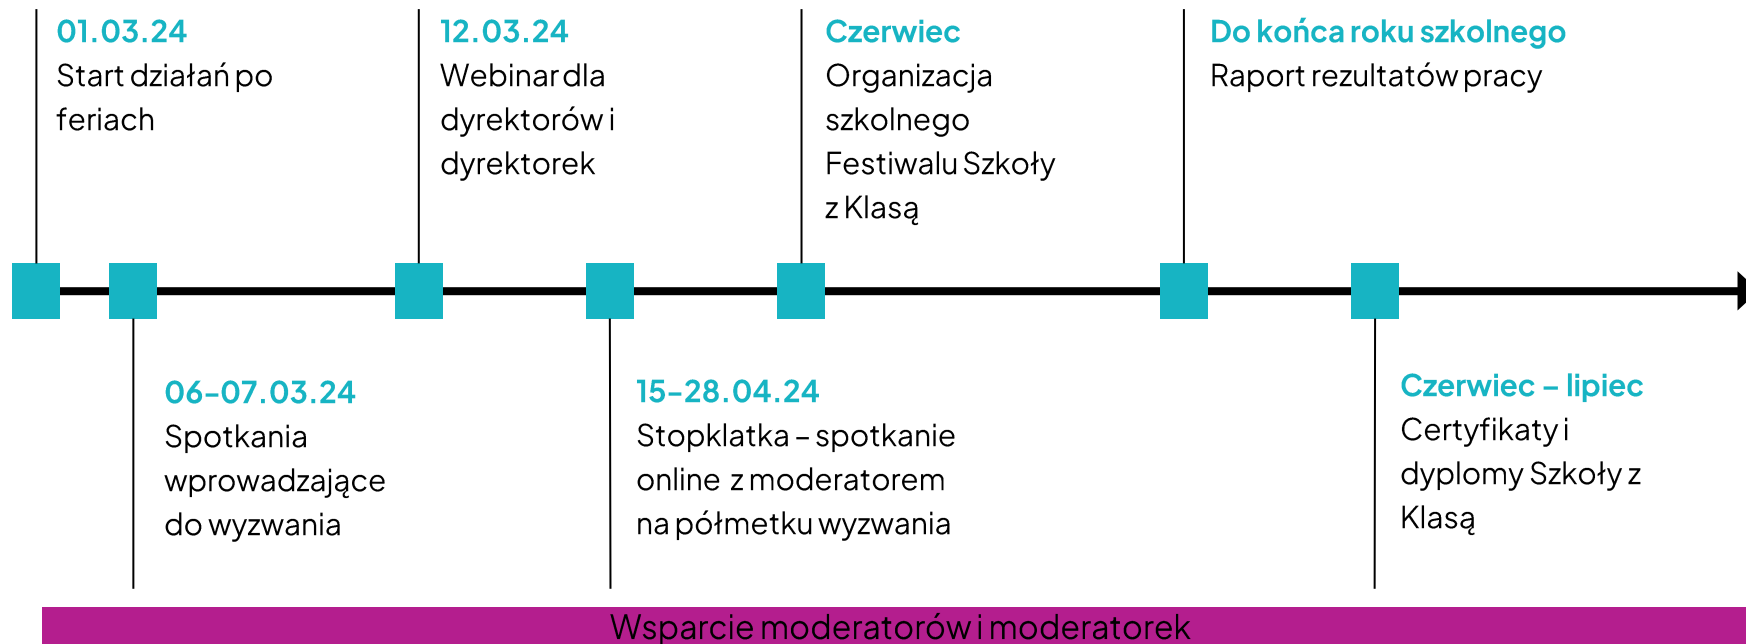 01.03.24
Start działań po
feriach
12.03.24
Webinar dla
dyrektorów i
dyrektorek
Czerwiec
Organizacja
szkolnego
Festiwalu Szkoły
z Klasą
Do końca roku szkolnego
Raport rezultatów pracy
06–07.03.24
Spotkania
wprowadzające
do wyzwania
15–28.04.24
Stopklatka – spotkanie
online z moderatorem
na półmetku wyzwania
Czerwiec – lipiec
Certyfikaty i
dyplomy Szkoły z
Klasą
Wsparcie moderatorów i moderatorek